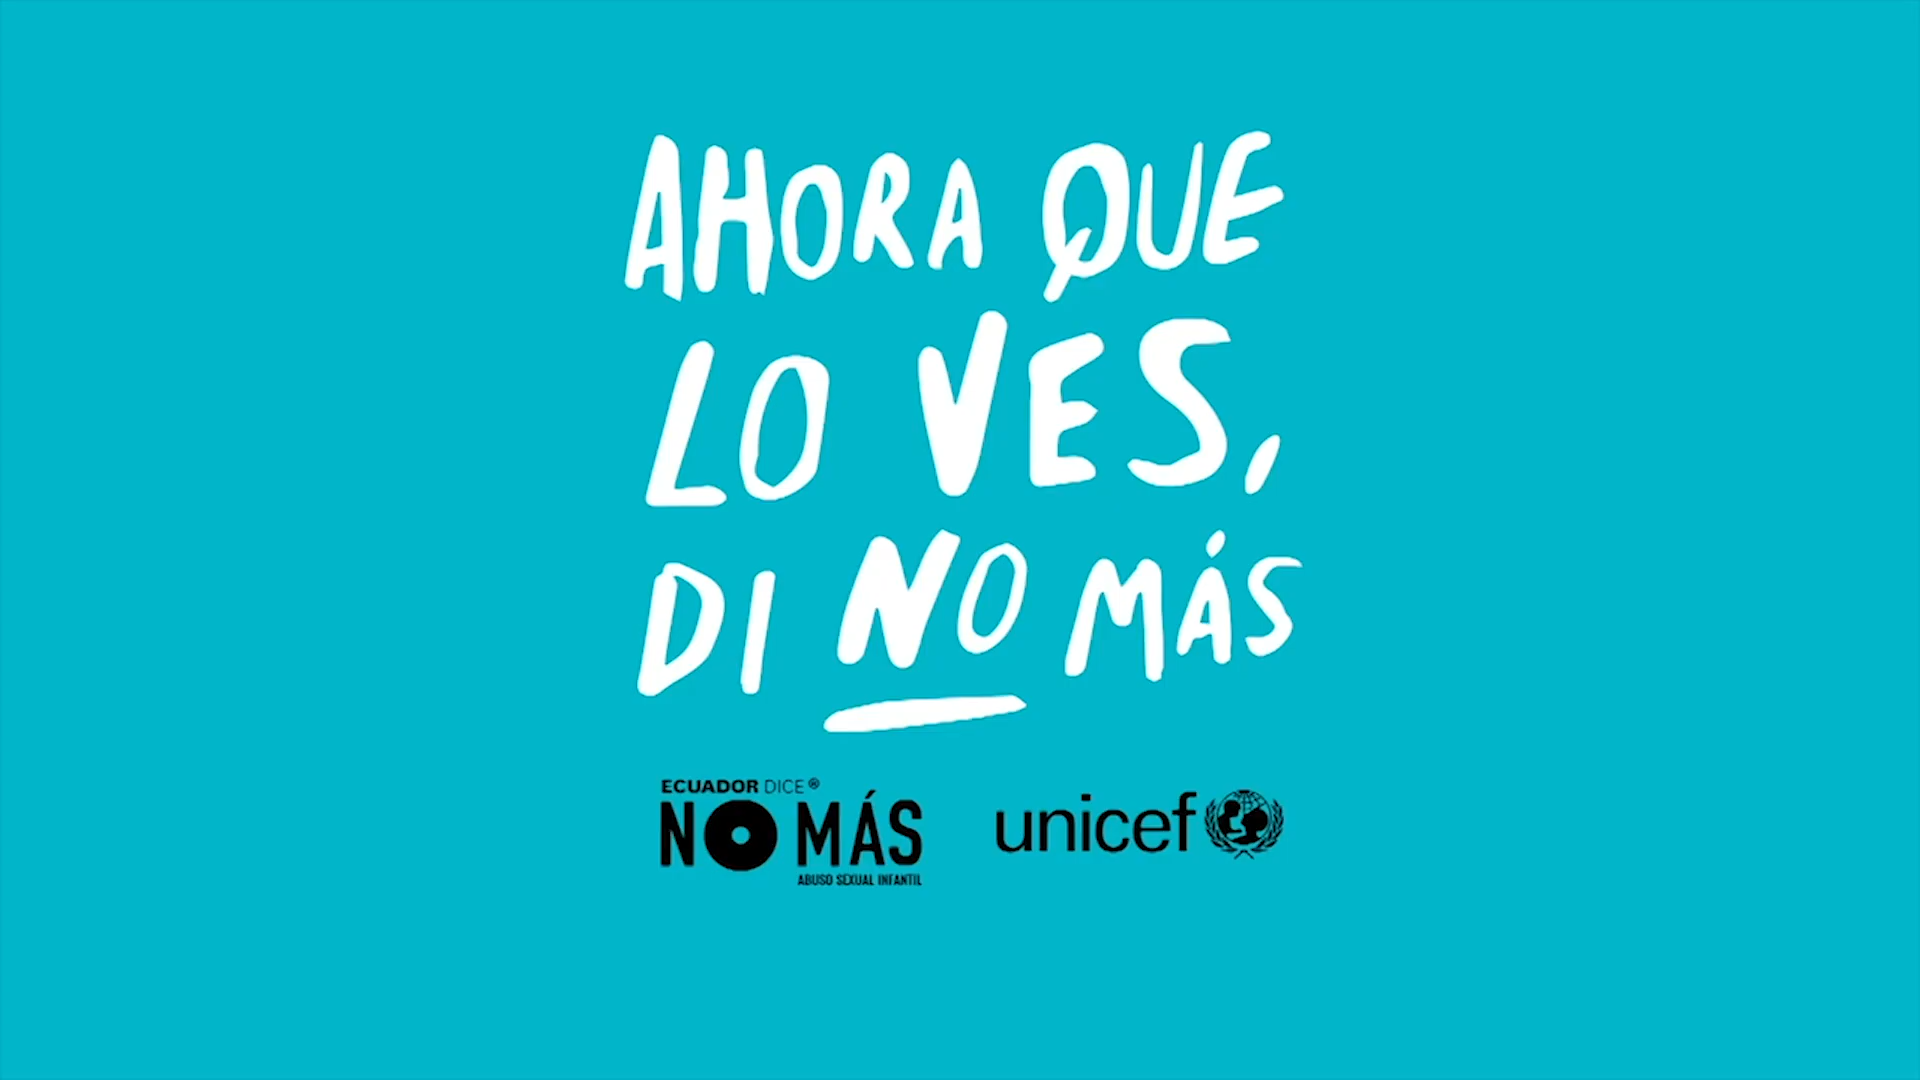 AHORA QUE
LO VES,
DI NO MÁS
ECUADOR DICE®
NO MÁS
ABUSO SEXUAL INFANTIL
unicef